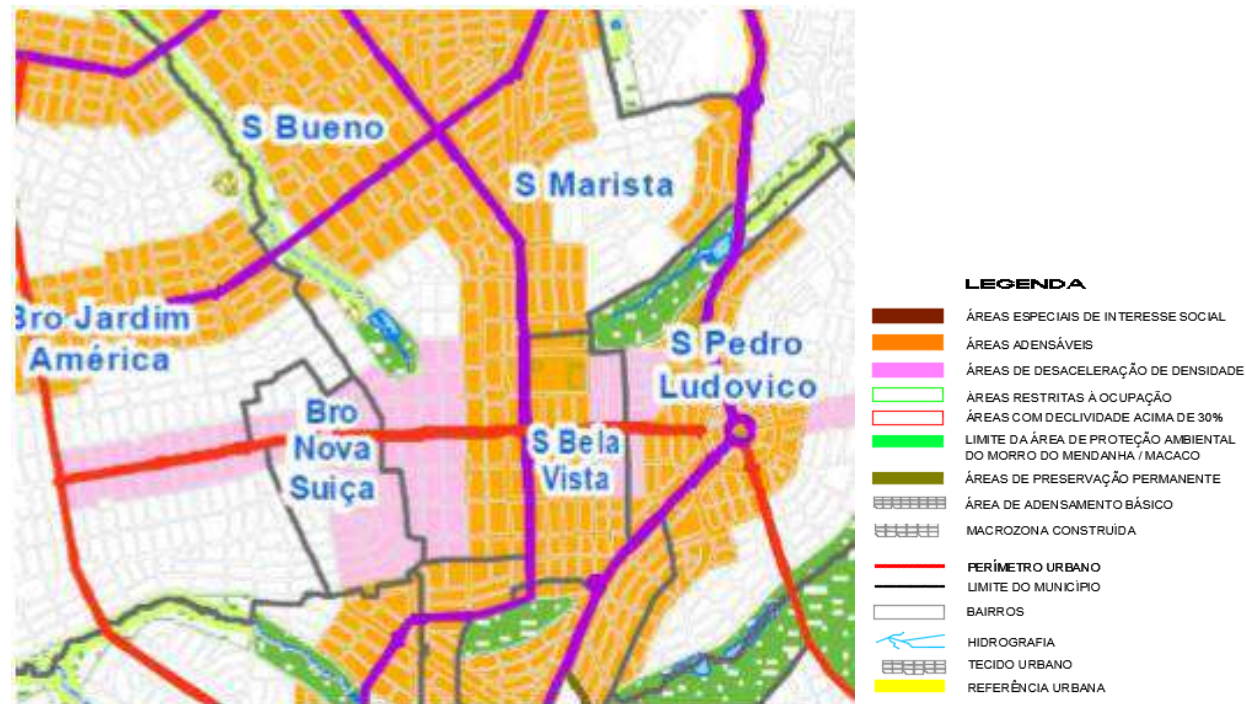 S Bueno
S Marista
Bro Jardim
América
S Pedro
Ludovico
Bro
Nova
Suiça
S Bela
Vista
LEGENDA
ÁREAS ESPECIAIS DE INTERESSE SOCIAL
ÁREAS ADENSÁVEIS
ÁREAS DE DESACELERAÇÃO DE DENSIDADE
ÀREAS RESTRITAS À OCUPAÇÃO
ÁREAS COM DECLIVIDADE ACIMA DE 30%
LIMITE DA ÁREA DE PROTEÇÃO AMBIENTAL
DO MORRO DO MENDANHA / MACACO
ÁREAS DE PRESERVAÇÃO PERMANENTE
ÁREA DE ADENSAMENTO BÁSICO
MACROZONA CONSTRUÍDA
PERÍMETRO URBANO
LIMITE DO MUNICÍPIO
BAIRROS
HIDROGRAFIA
TECIDO URBANO
REFERÊNCIA URBANA